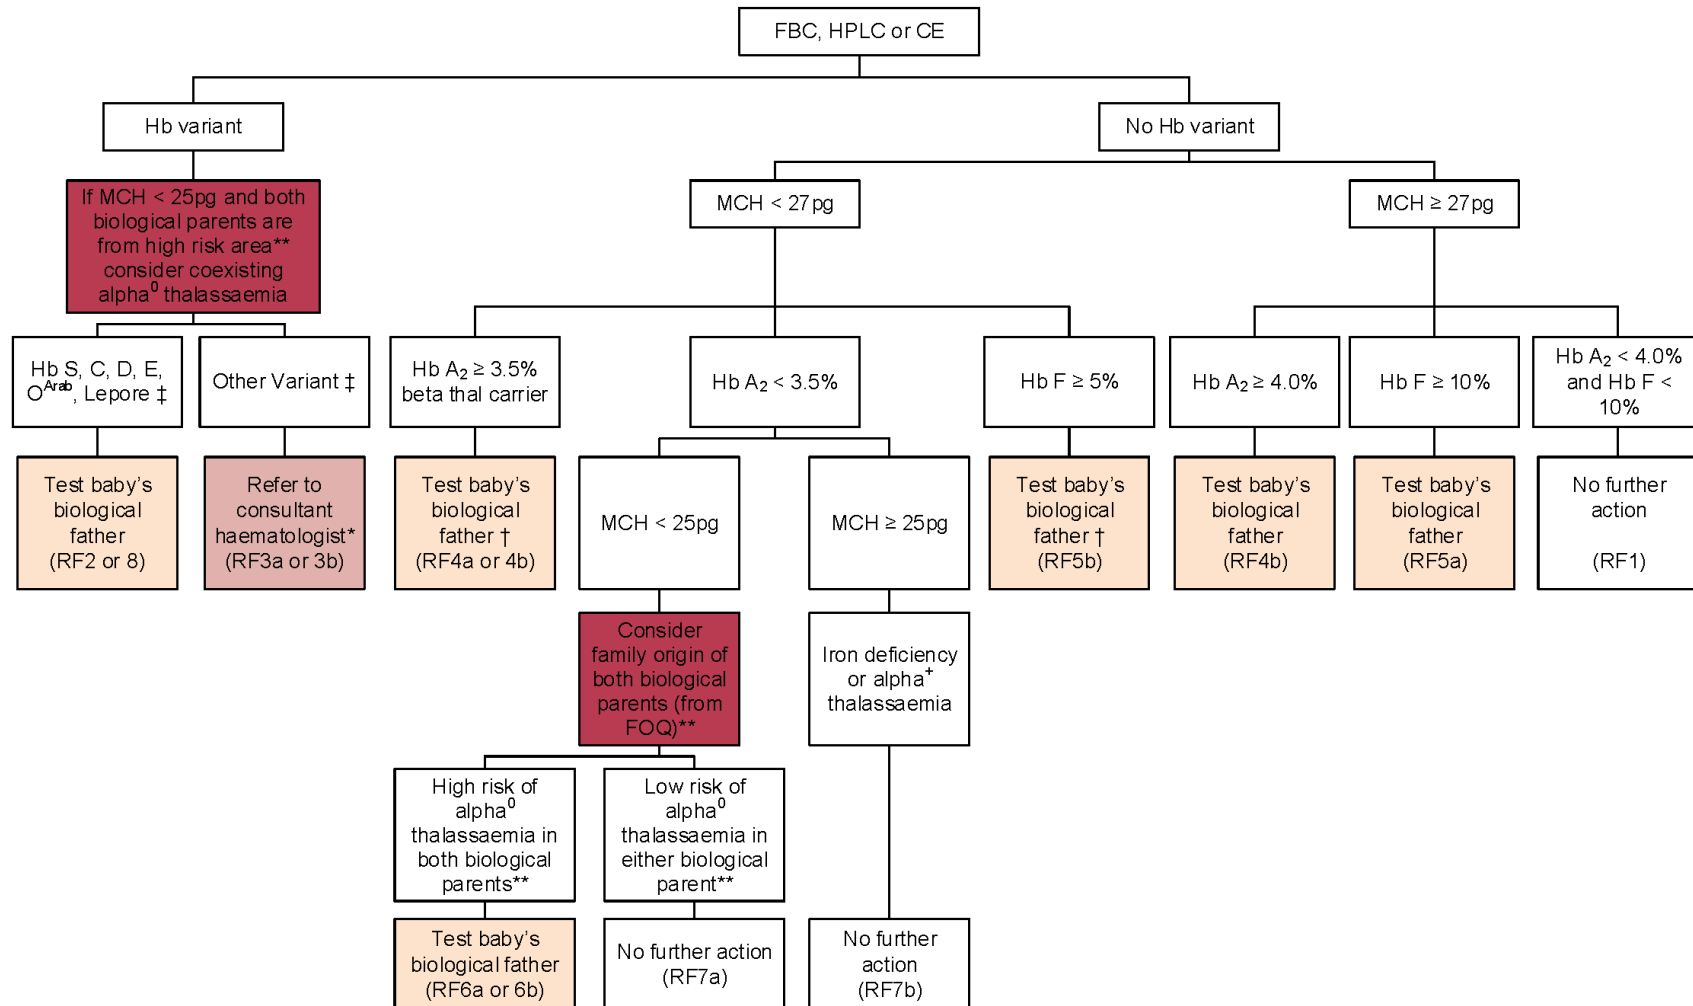 FBC, HPLC or CE
Hb variant
No Hb variant
If MCH < 25pg and both
biological parents are
from high risk area**
consider coexisting
alpha⁰ thalassaemia
MCH < 27pg
MCH ≥ 27pg
Hb S, C, D, E,
Oᴬʳᵃᵇ, Lepore ‡
Other Variant ‡
Hb A₂ ≥ 3.5%
beta thal carrier
Hb A₂ < 3.5%
Hb F ≥ 5%
Hb A₂ ≥ 4.0%
Hb F ≥ 10%
Hb A₂ < 4.0%
and Hb F <
10%
Test baby’s
biological
father
(RF2 or 8)
Refer to
consultant
haematologist*
(RF3a or 3b)
Test baby’s
biological
father †
(RF4a or 4b)
MCH < 25pg
MCH ≥ 25pg
Test baby’s
biological
father †
(RF5b)
Test baby’s
biological
father
(RF4b)
Test baby’s
biological
father
(RF5a)
No further
action
(RF1)
Consider
family origin of
both biological
parents (from
FOQ)**
Iron deficiency
or alpha⁺
thalassaemia
High risk of
alpha⁰
thalassaemia in
both biological
parents**
Low risk of
alpha⁰
thalassaemia in
either biological
parent**
Test baby’s
biological father
(RF6a or 6b)
No further action
(RF7a)
No further
action
(RF7b)